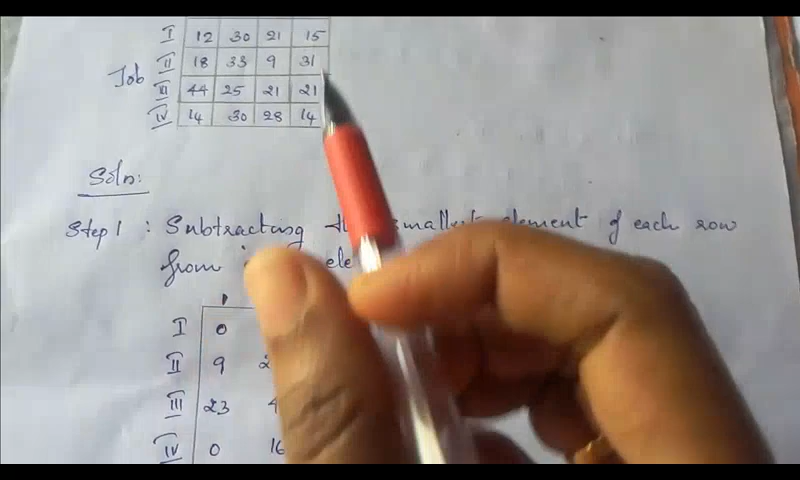 I 12 30 21 15
II 18 33 9 31
Job III 44 25 21 21
IV 14 30 28 14
Soln:
Step 1 : Subtracting smallest element of each row
from
I 0
II 9
III 23
IV 0 16